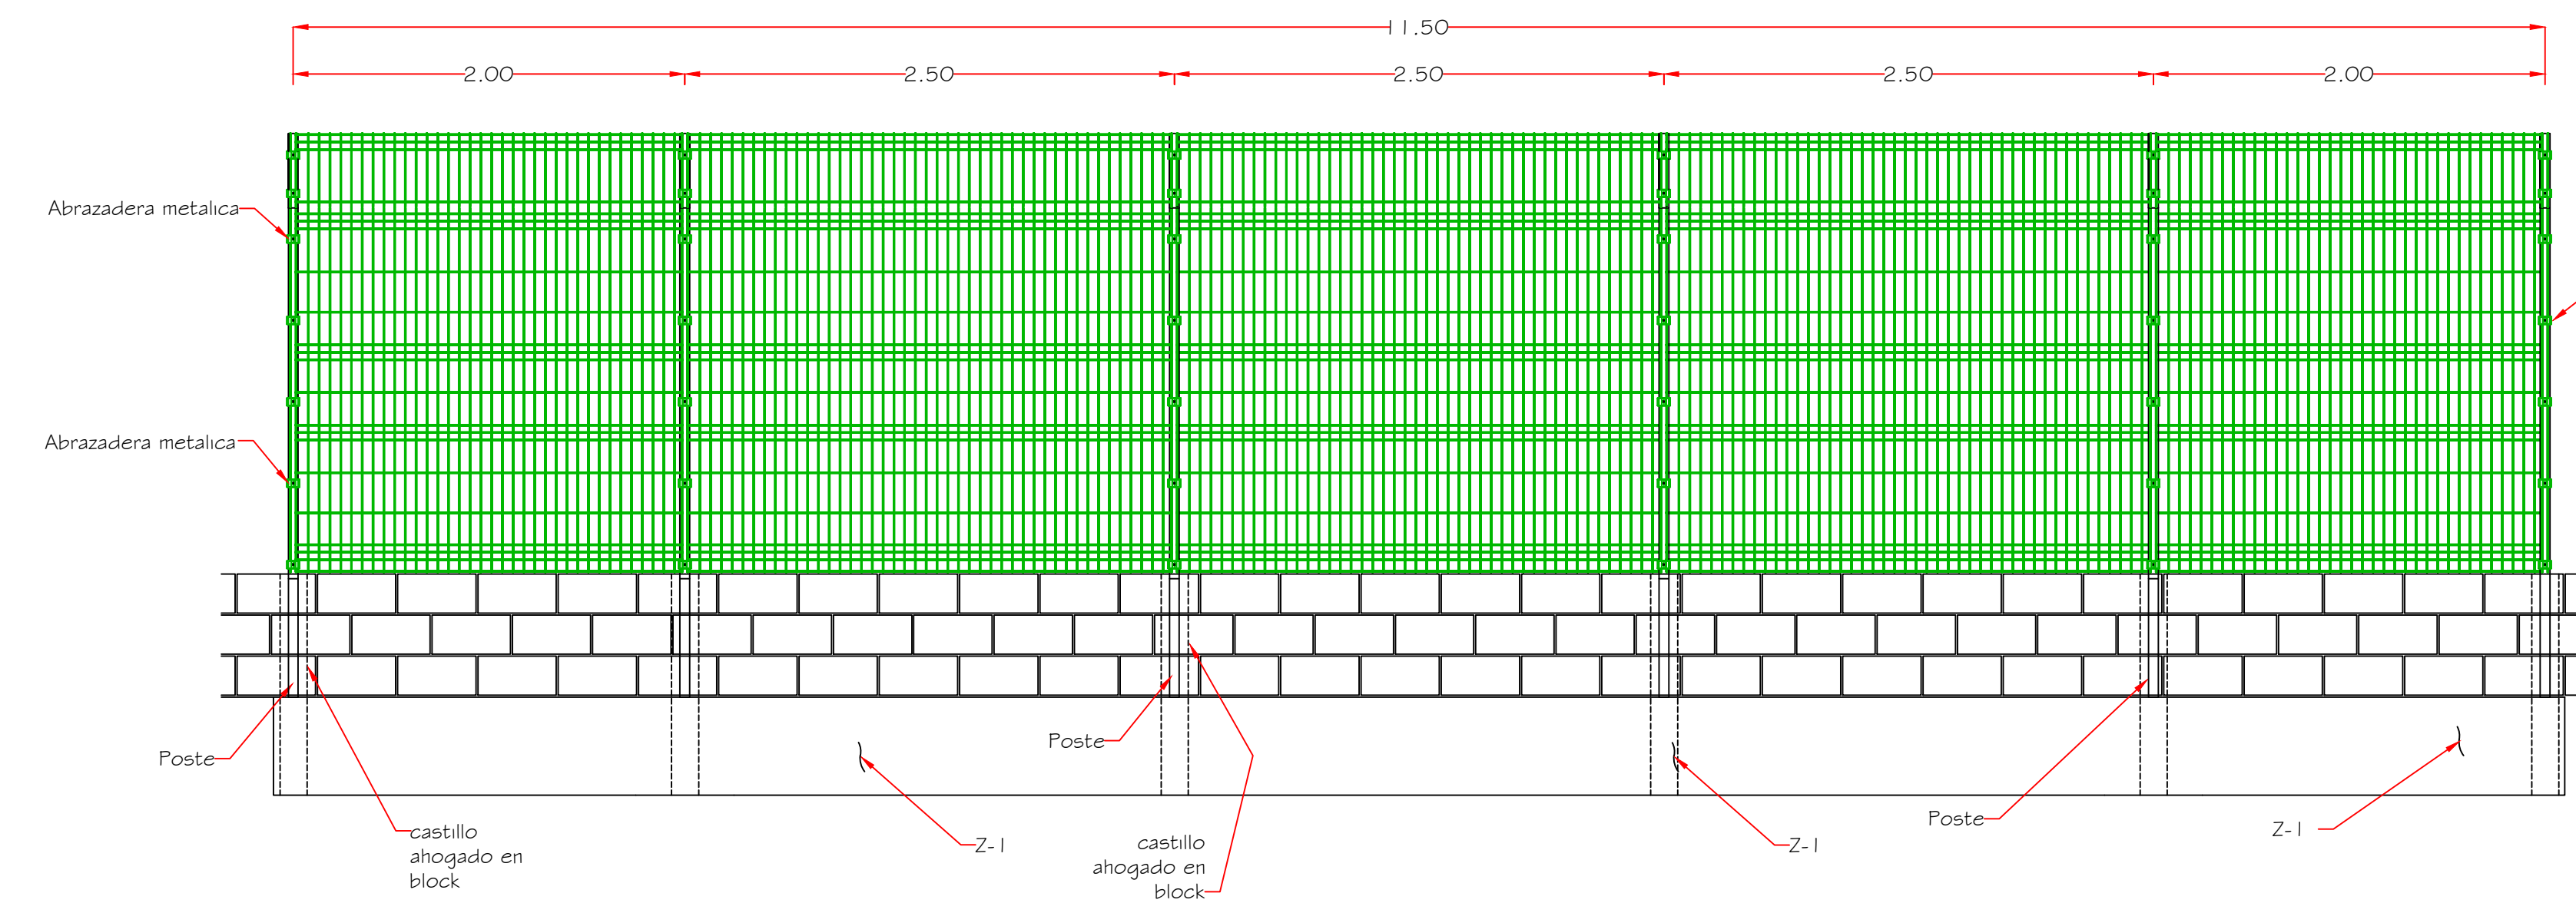 11.50
2.00
2.50
2.50
2.50
2.00
Abrazadera metalica
Abrazadera metalica
Poste
Poste
Poste
castillo
ahogado en
block
Z-1
castillo
ahogado en
block
Z-1
Z-1